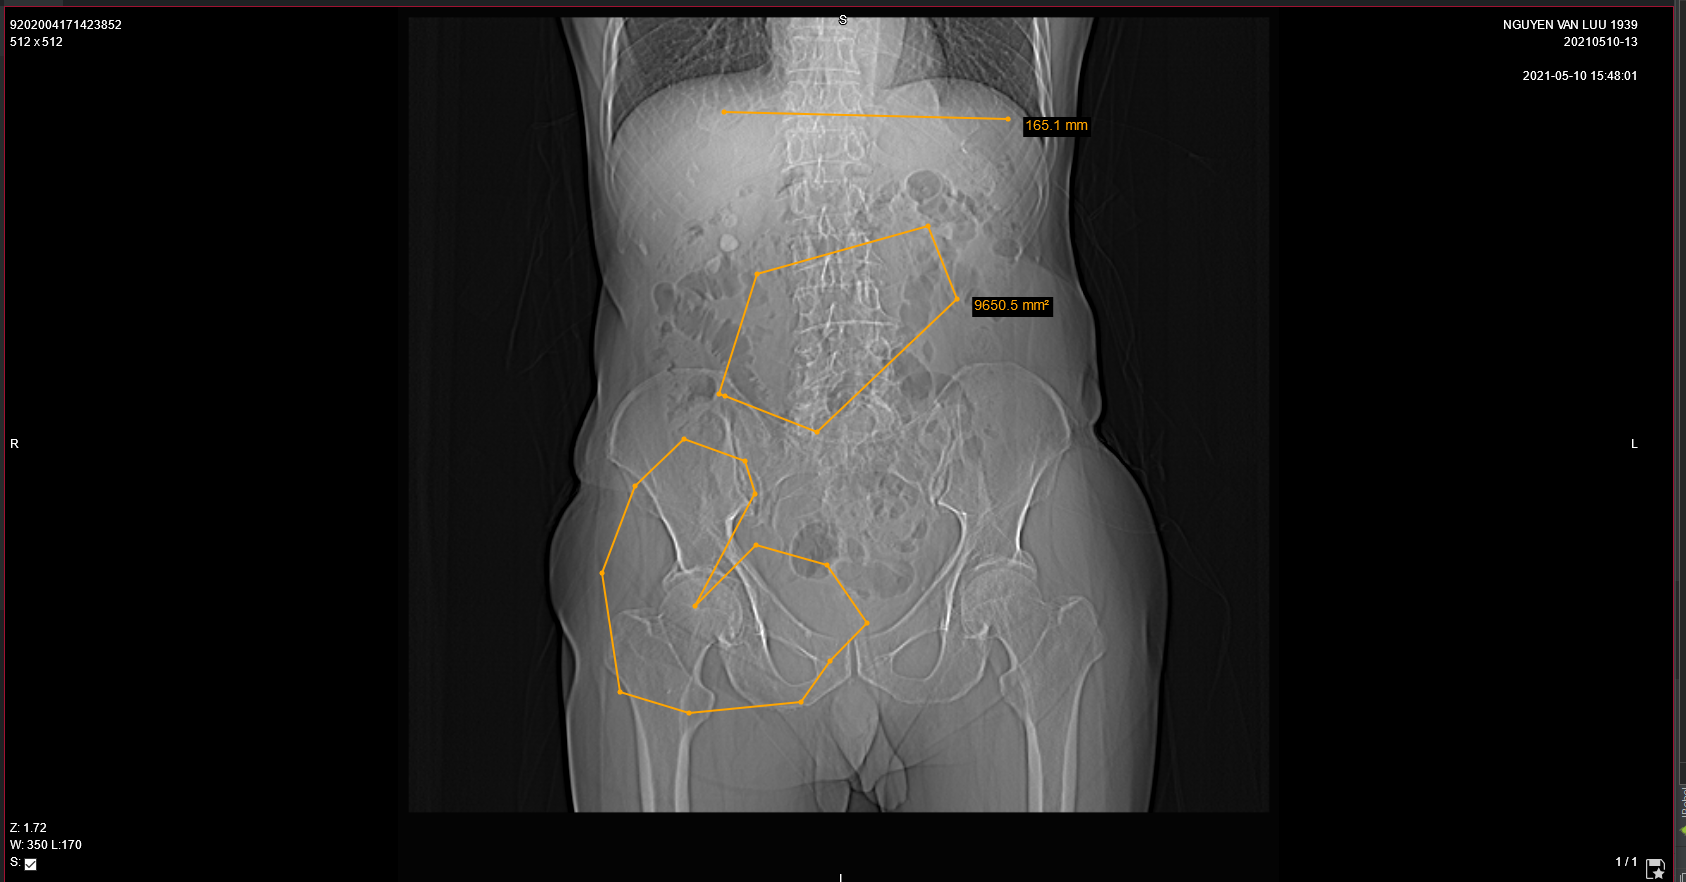 9202004171423852
512 x 512
S
NGUYEN VAN LUU 1939
20210510-13
2021-05-10 15:48:01
165.1 mm
9650.5 mm²
R
L
Z: 1.72
W: 350 L:170
S:
1 / 1